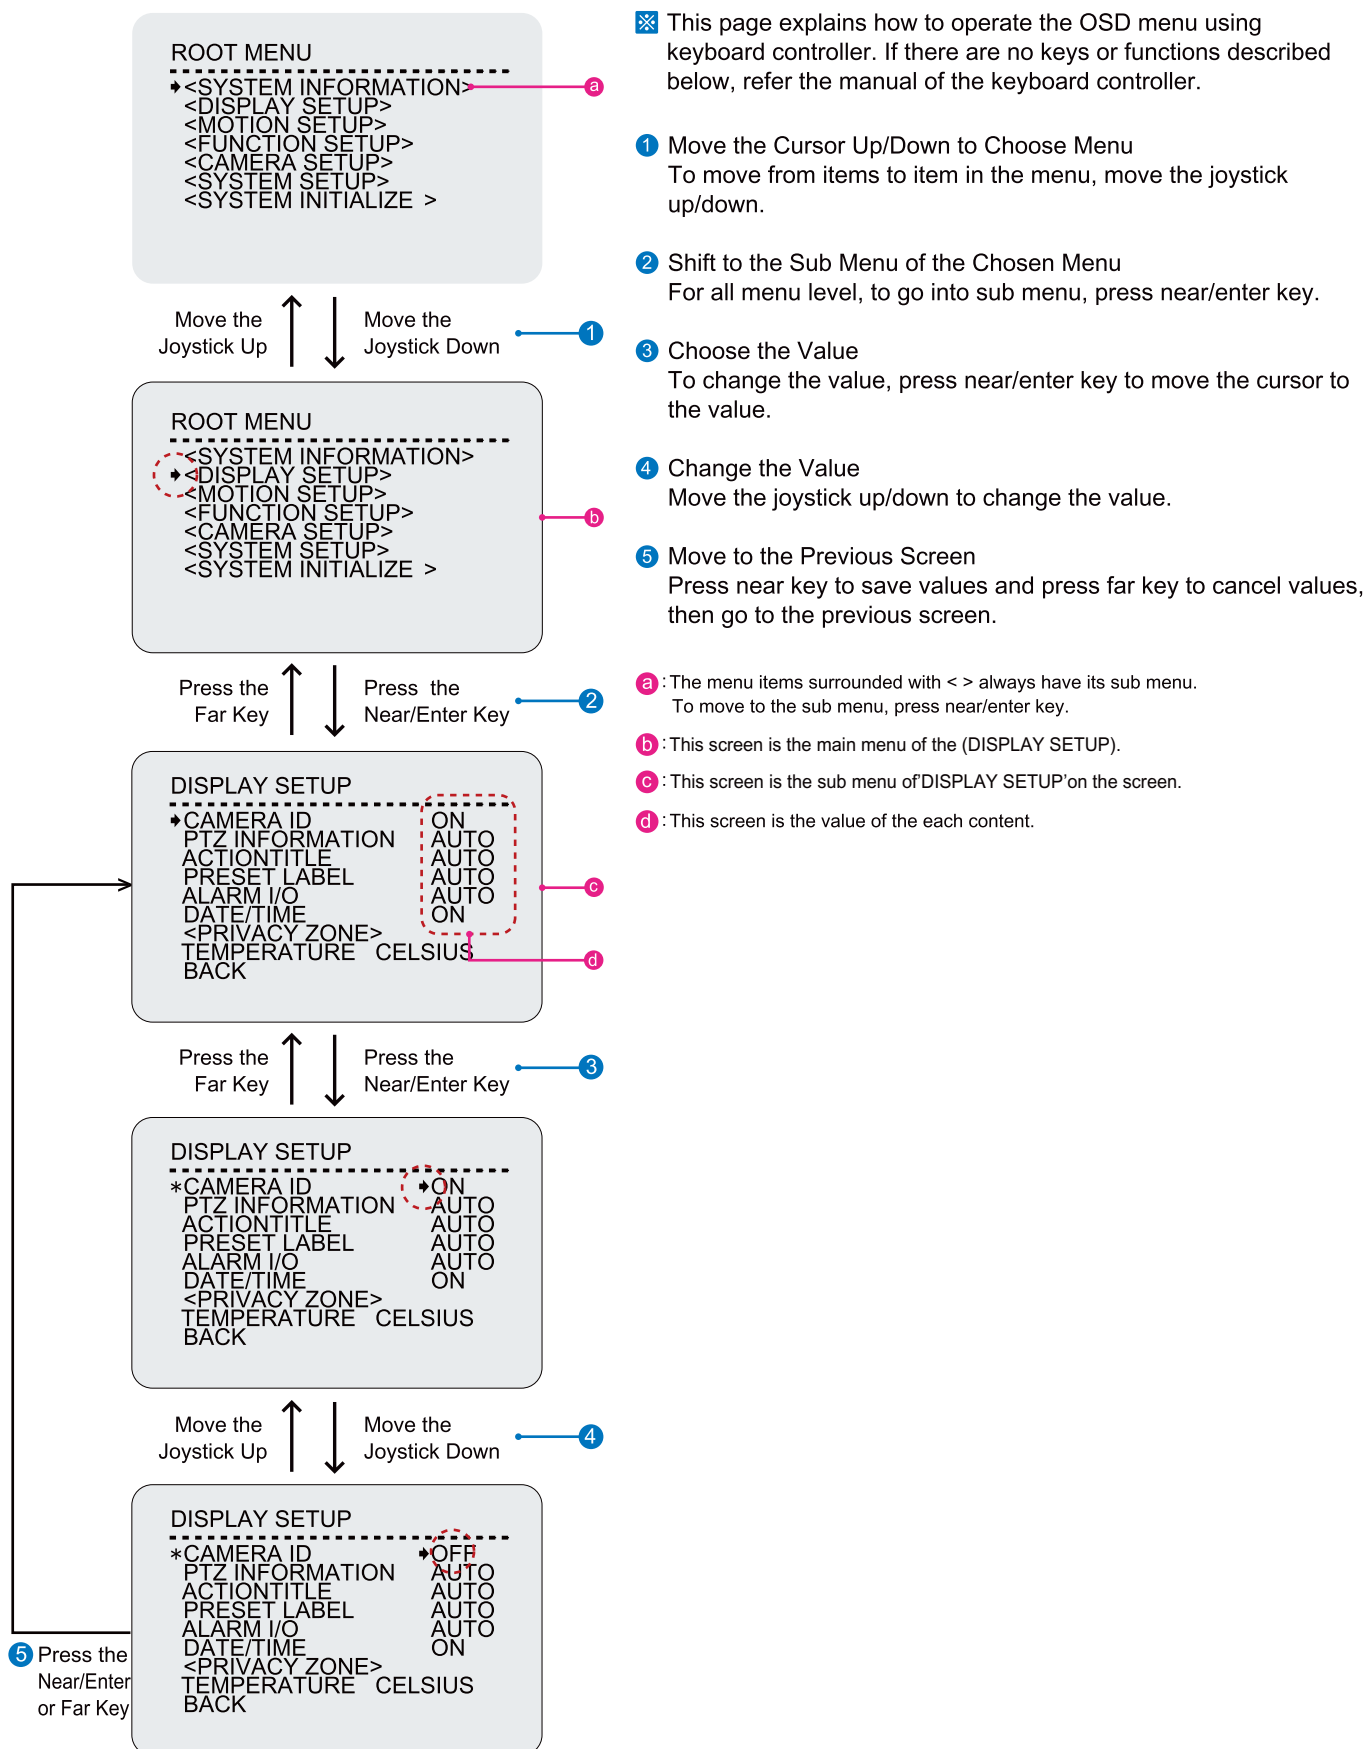 ROOT MENU
<SYSTEM INFORMATION>
<DISPLAY SETUP>
<MOTION SETUP>
<FUNCTION SETUP>
<CAMERA SETUP>
<SYSTEM SETUP>
<SYSTEM INITIALIZE >
a
Move the
Joystick Up
Move the
Joystick Down
1
ROOT MENU
<SYSTEM INFORMATION>
<DISPLAY SETUP>
<MOTION SETUP>
<FUNCTION SETUP>
<CAMERA SETUP>
<SYSTEM SETUP>
<SYSTEM INITIALIZE >
b
Press the
Far Key
Press the
Near/Enter Key
2
DISPLAY SETUP
CAMERA ID ON
PTZ INFORMATION AUTO
ACTIONTITLE AUTO
PRESET LABEL AUTO
ALARM I/O AUTO
DATE/TIME ON
<PRIVACY ZONE>
TEMPERATURE CELSIUS
BACK
c
d
Press the
Far Key
Press the
Near/Enter Key
3
DISPLAY SETUP
*CAMERA ID ON
PTZ INFORMATION AUTO
ACTIONTITLE AUTO
PRESET LABEL AUTO
ALARM I/O AUTO
DATE/TIME ON
<PRIVACY ZONE>
TEMPERATURE CELSIUS
BACK
Move the
Joystick Up
Move the
Joystick Down
4
DISPLAY SETUP
*CAMERA ID OFF
PTZ INFORMATION AUTO
ACTIONTITLE AUTO
PRESET LABEL AUTO
ALARM I/O AUTO
DATE/TIME ON
<PRIVACY ZONE>
TEMPERATURE CELSIUS
BACK
5 Press the
Near/Enter
or Far Key
※ This page explains how to operate the OSD menu using
keyboard controller. If there are no keys or functions described
below, refer the manual of the keyboard controller.
1 Move the Cursor Up/Down to Choose Menu
To move from items to item in the menu, move the joystick
up/down.
2 Shift to the Sub Menu of the Chosen Menu
For all menu level, to go into sub menu, press near/enter key.
3 Choose the Value
To change the value, press near/enter key to move the cursor to
the value.
4 Change the Value
Move the joystick up/down to change the value.
5 Move to the Previous Screen
Press near key to save values and press far key to cancel values,
then go to the previous screen.
a : The menu items surrounded with < > always have its sub menu.
To move to the sub menu, press near/enter key.
b : This screen is the main menu of the (DISPLAY SETUP).
c : This screen is the sub menu of'DISPLAY SETUP'on the screen.
d : This screen is the value of the each content.